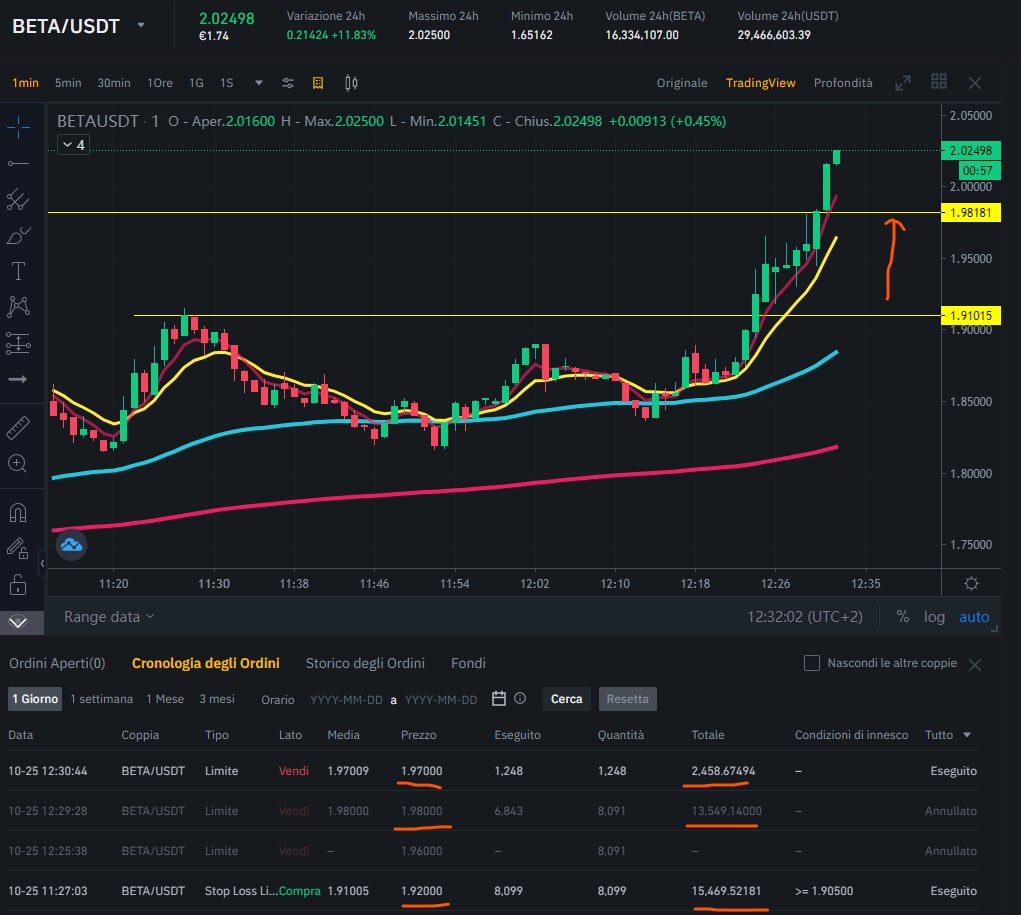 BETA/USDT 2.02498 €1.74 Variazione 24h 0.21424 +11.83% Massimo 24h 2.02500 Minimo 24h 1.65162 Volume 24h(BETA) 16,334,107.00 Volume 24h(USDT) 29,466,603.39
1min 5min 30min 1Ore 1G 1S Originale TradingView Profondità
BETAUSDT · 1 O - Aper.2.01600 H - Max.2.02500 L - Min.2.01451 C - Chius.2.02498 +0.00913 (+0.45%)
4
2.05000
2.02498
00:57
2.00000
1.98181
1.95000
1.91015
1.90000
1.85000
1.80000
1.75000
11:20 11:30 11:38 11:46 11:54 12:02 12:10 12:18 12:26 12:35
Range data 12:32:02 (UTC+2) % log auto
Ordini Aperti(0) Cronologia degli Ordini Storico degli Ordini Fondi Nascondi le altre coppie
1 Giorno 1 settimana 1 Mese 3 mesi Orario YYYY-MM-DD a YYYY-MM-DD Cerca Resetta
Data Coppia Tipo Lato Media Prezzo Eseguito Quantità Totale Condizioni di innesco Tutto
10-25 12:30:44 BETA/USDT Limite Vendi 1.97009 1.97000 1,248 1,248 2,458.67494 – Eseguito
10-25 12:29:28 BETA/USDT Limite Vendi 1.98000 1.98000 6,843 8,091 13,549.14000 – Annullato
10-25 12:25:38 BETA/USDT Limite Vendi – 1.96000 – 8,091 – – Annullato
10-25 11:27:03 BETA/USDT Stop Loss Li...Compra 1.91005 1.92000 8,099 8,099 15,469.52181 >= 1.90500 Eseguito